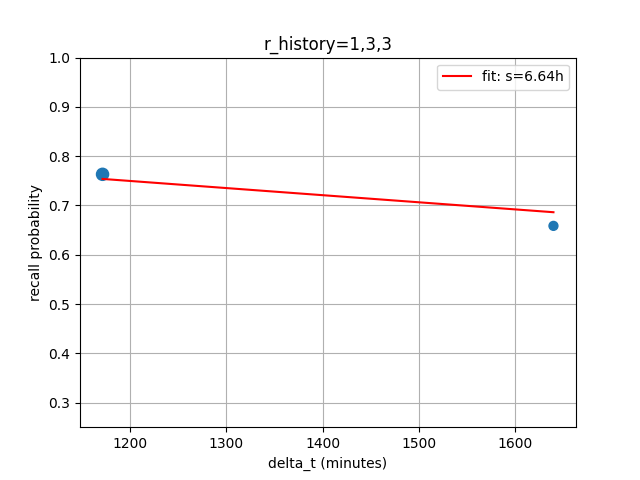 r_history=1,3,3
fit: s=6.64h
recall probability
1.0
0.9
0.8
0.7
0.6
0.5
0.4
0.3
1200 1300 1400 1500 1600
delta_t (minutes)